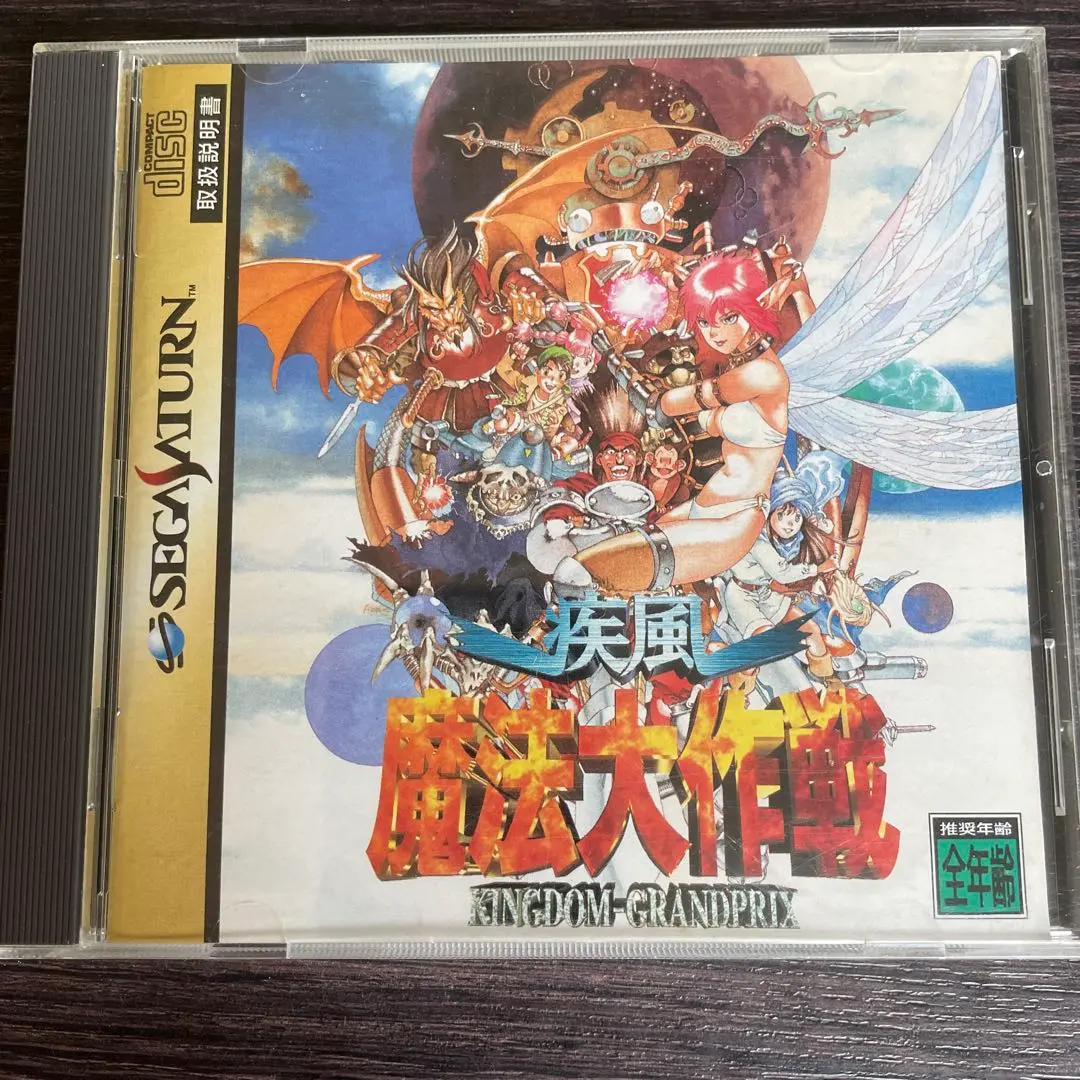 COMPACT
disc
取扱説明書
SEGA SATURN™
疾風
魔法大作戦
KINGDOM-GRANDPRIX
推奨年齢
全年齢